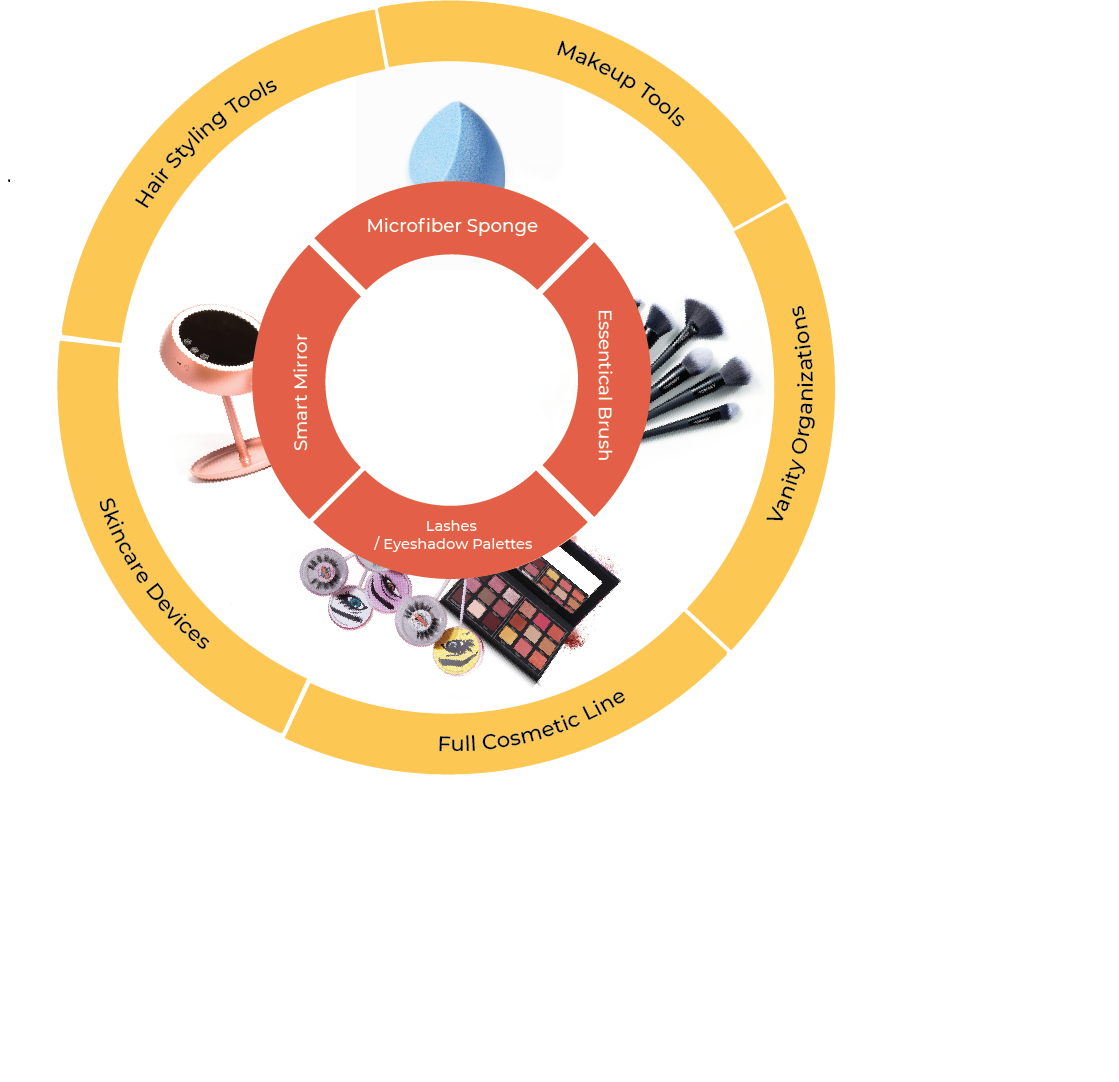 Makeup Tools
Hair Styling Tools
Vanity Organizations
Skincare Devices
Full Cosmetic Line
Microfiber Sponge
Essentical Brush
Smart Mirror
Lashes
/ Eyeshadow Palettes